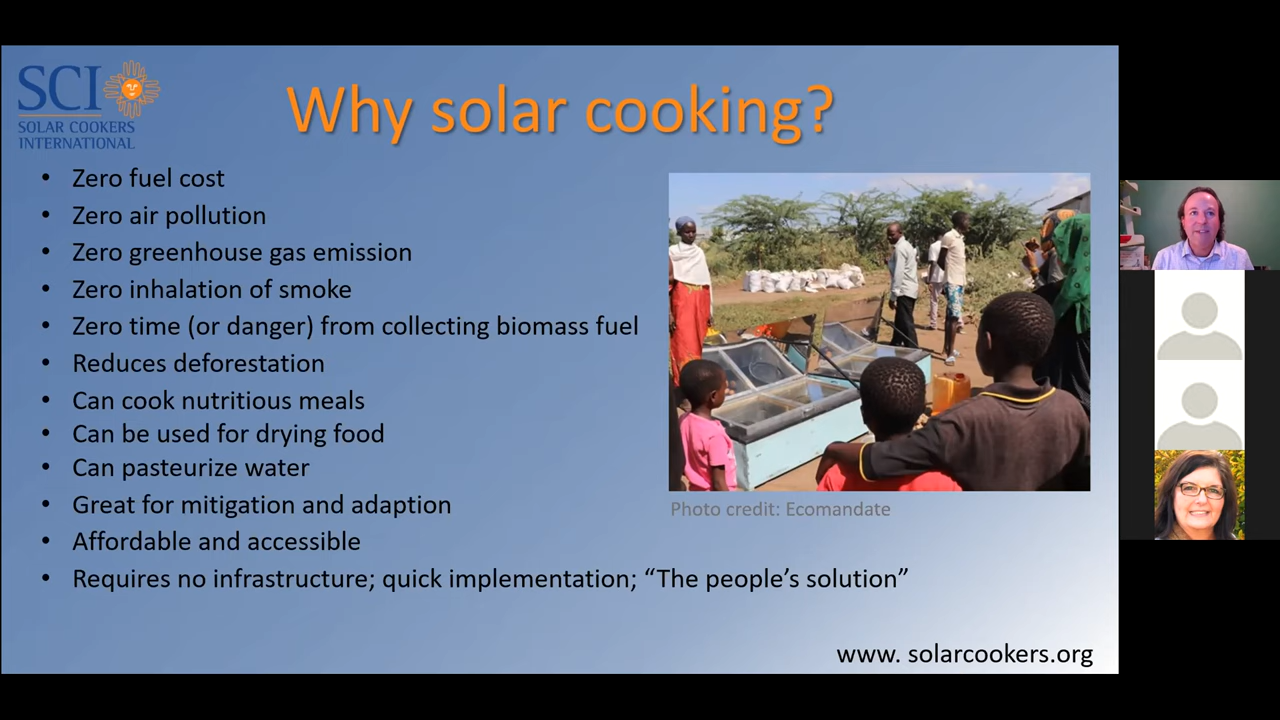 SCI
SOLAR COOKERS
INTERNATIONAL
Why solar cooking?
• Zero fuel cost
• Zero air pollution
• Zero greenhouse gas emission
• Zero inhalation of smoke
• Zero time (or danger) from collecting biomass fuel
• Reduces deforestation
• Can cook nutritious meals
• Can be used for drying food
• Can pasteurize water
• Great for mitigation and adaption
• Affordable and accessible
• Requires no infrastructure; quick implementation; “The people’s solution”
Photo credit: Ecomandate
www. solarcookers.org